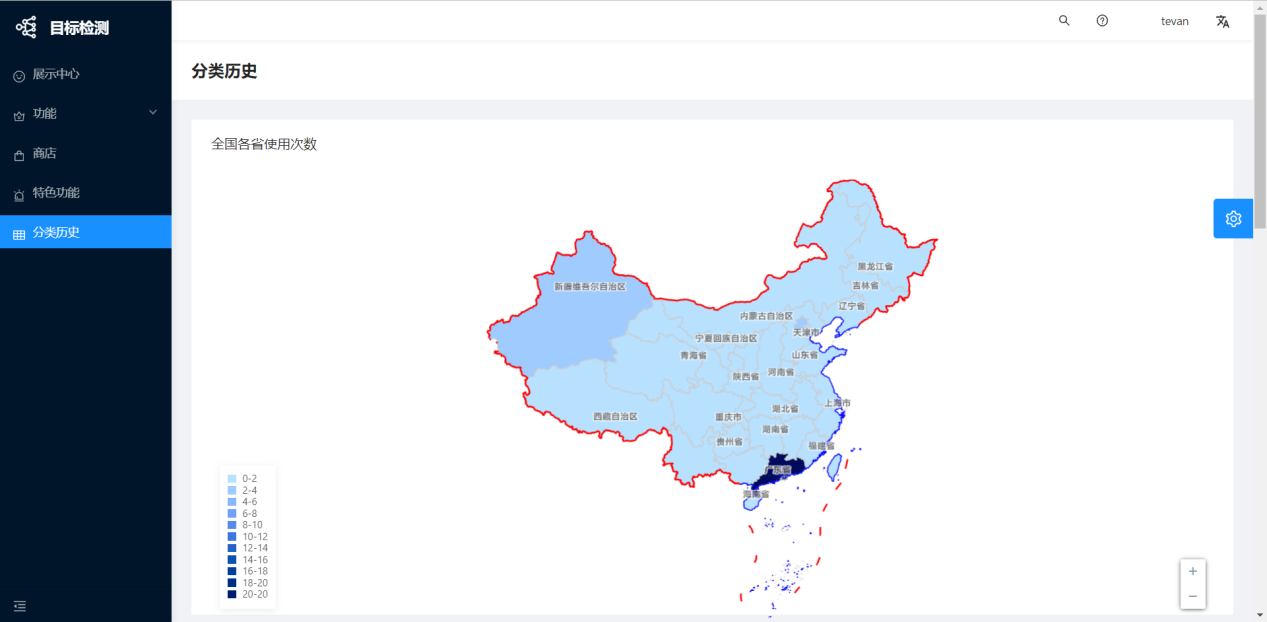 目标检测
tevan
展示中心
功能
商店
特色功能
分类历史
分类历史
全国各省使用次数
黑龙江省
吉林省
辽宁省
新疆维吾尔自治区
内蒙古自治区
天津市
宁夏回族自治区
青海省
山东省
陕西省
河南省
上海市
西藏自治区
重庆市
湖北省
湖南省
贵州省
福建省
广东省
海南省
0-2
2-4
4-6
6-8
8-10
10-12
12-14
14-16
16-18
18-20
20-20